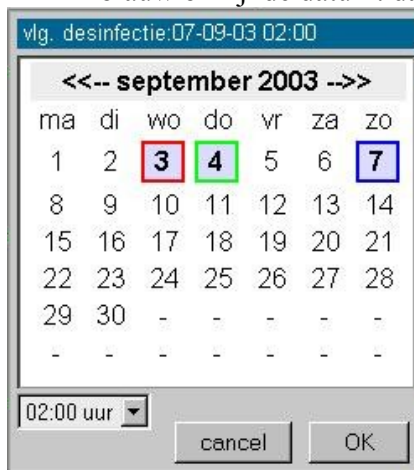 vlg. desinfectie:07-09-03 02:00
<<-- september 2003 -->>
ma di wo do vr za zo
1 2 3 4 5 6 7
8 9 10 11 12 13 14
15 16 17 18 19 20 21
22 23 24 25 26 27 28
29 30 - - - - -
- - - - - - -
02:00 uur
cancel OK